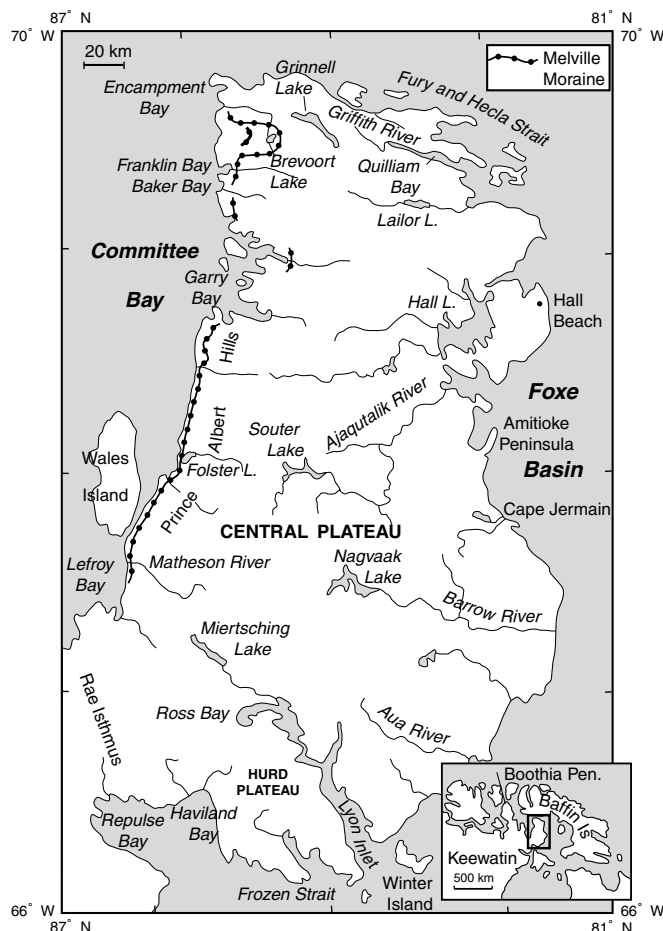 87° N
81° N
70° W
70° W
20 km
Melville
Moraine
Grinnell
Lake
Encampment
Bay
Fury and Hecla Strait
Griffith River
Franklin Bay
Baker Bay
Brevoort
Lake
Quilliam
Bay
Lailor L.
Committee
Bay
Garry
Bay
Hall L.
Hall
Beach
Hills
Foxe
Basin
Ajaqutalik River
Albert
Souter
Lake
Amitioke
Peninsula
Wales
Island
Folster L.
Prince
Cape Jermain
CENTRAL PLATEAU
Lefroy
Bay
Matheson River
Nagvaak
Lake
Barrow River
Miertsching
Lake
Rae Isthmus
Ross Bay
Aua River
HURD
PLATEAU
Boothia Pen.
Baffin Is
Keewatin
500 km
Repulse
Bay
Haviland
Bay
Lyon Inlet
Frozen Strait
Winter
Island
66° W
66° W
87° N
81° N